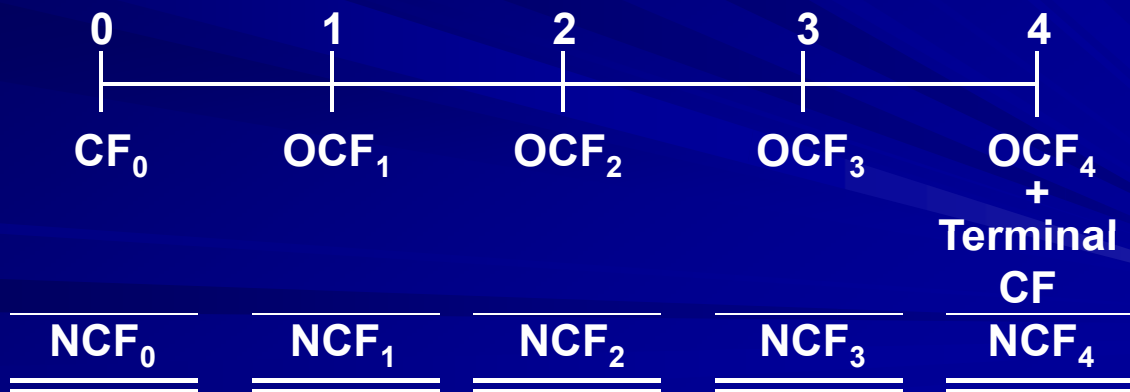 0 1 2 3 4
CF₀ OCF₁ OCF₂ OCF₃ OCF₄
+
Terminal
CF
NCF₀ NCF₁ NCF₂ NCF₃ NCF₄